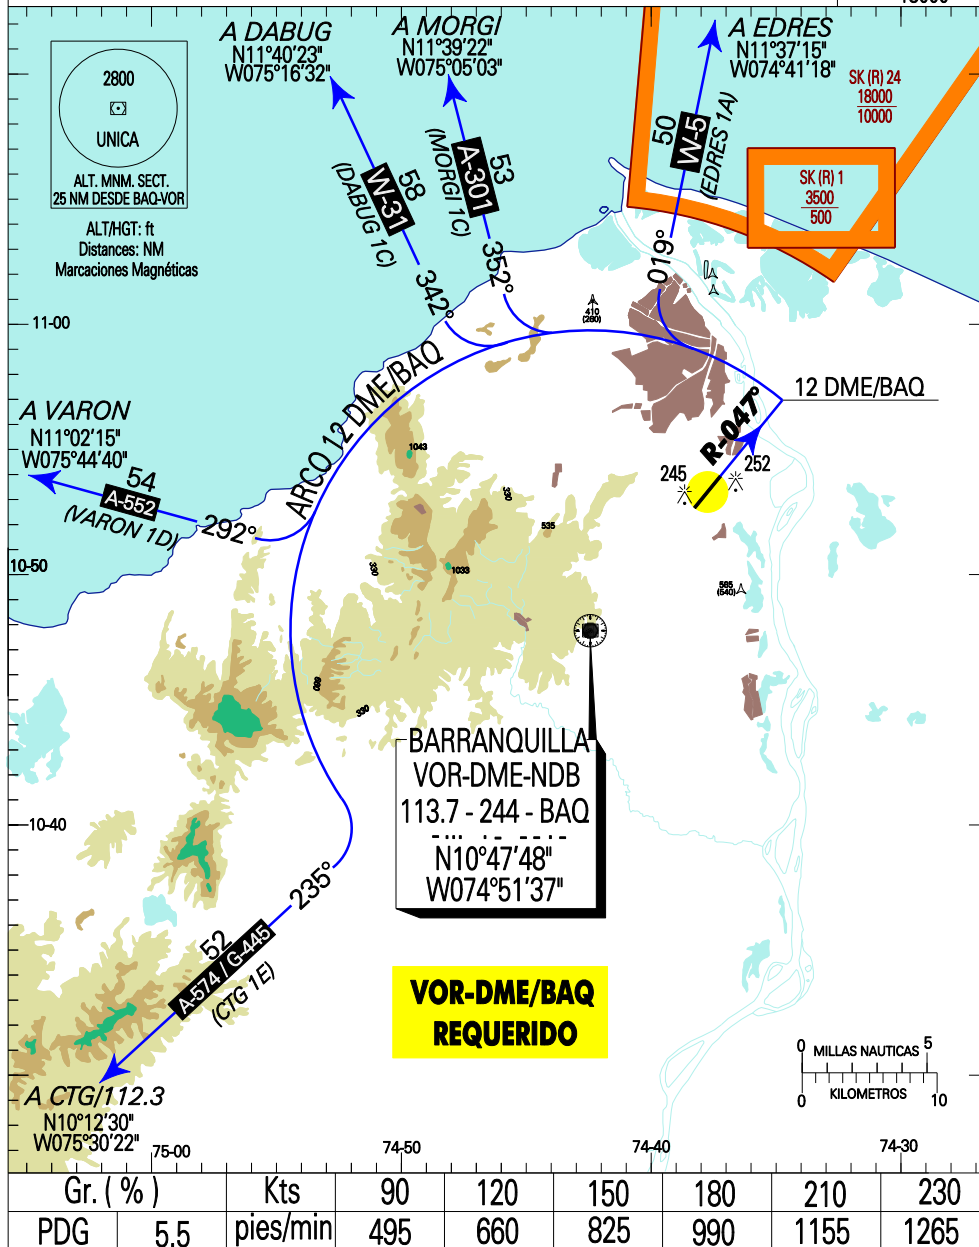 A DABUG
N11°40'23"
W075°16'32"
A MORGI
N11°39'22"
W075°05'03"
A EDRES
N11°37'15"
W074°41'18"
2800
UNICA
ALT. MNM. SECT.
25 NM DESDE BAQ-VOR
ALT/HGT: ft
Distances: NM
Marcaciones Magnéticas
SK (R) 24
18000
10000
SK (R) 1
3500
500
58
W-31
(DABUG 1C)
342°
53
A-301
(MORGI 1C)
352°
50
W-5
(EDRES 1A)
019°
11-00
410
(260)
ARCO 12 DME/BAQ
12 DME/BAQ
A VARON
N11°02'15"
W075°44'40"
54
A-552
(VARON 1D)
292°
R-047°
245
252
1043
330
535
1033
330
10-50
565
(540)
330
BARRANQUILLA
VOR-DME-NDB
113.7 - 244 - BAQ
N10°47'48"
W074°51'37"
10-40
235°
52
A-574 / G-445
(CTG 1E)
VOR-DME/BAQ
REQUERIDO
A CTG/112.3
N10°12'30"
W075°30'22"
0 MILLAS NAUTICAS 5
0 KILOMETROS 10
75-00 74-50 74-40 74-30
Gr. ( % ) Kts 90 120 150 180 210 230
PDG 5.5 pies/min 495 660 825 990 1155 1265